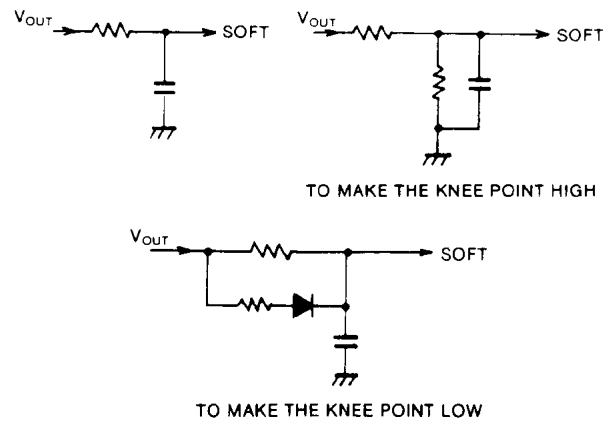 VOUT
SOFT
VOUT
SOFT
TO MAKE THE KNEE POINT HIGH
VOUT
SOFT
TO MAKE THE KNEE POINT LOW